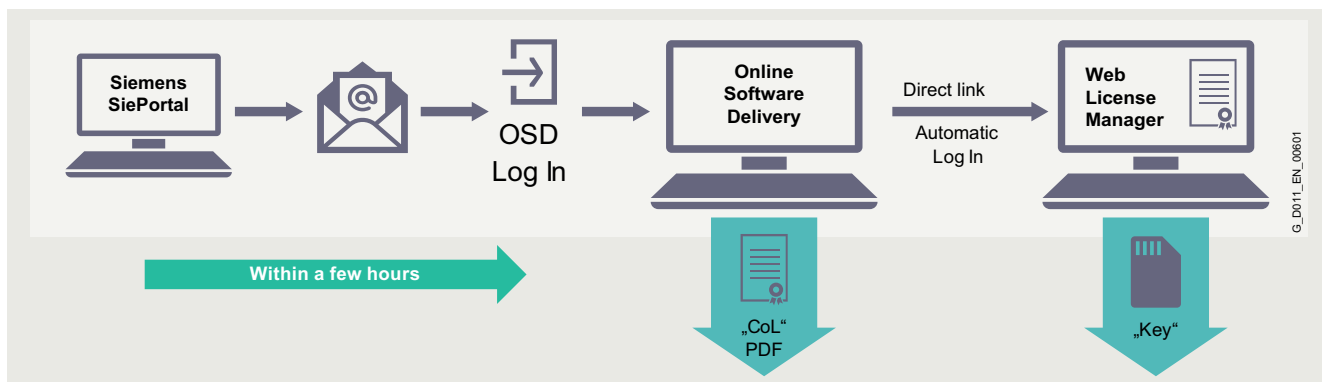 Siemens
SiePortal
@
OSD
Log In
Online
Software
Delivery
Direct link
Automatic
Log In
Web
License
Manager
G_D011_EN_00601
Within a few hours
„CoL“
PDF
„Key“